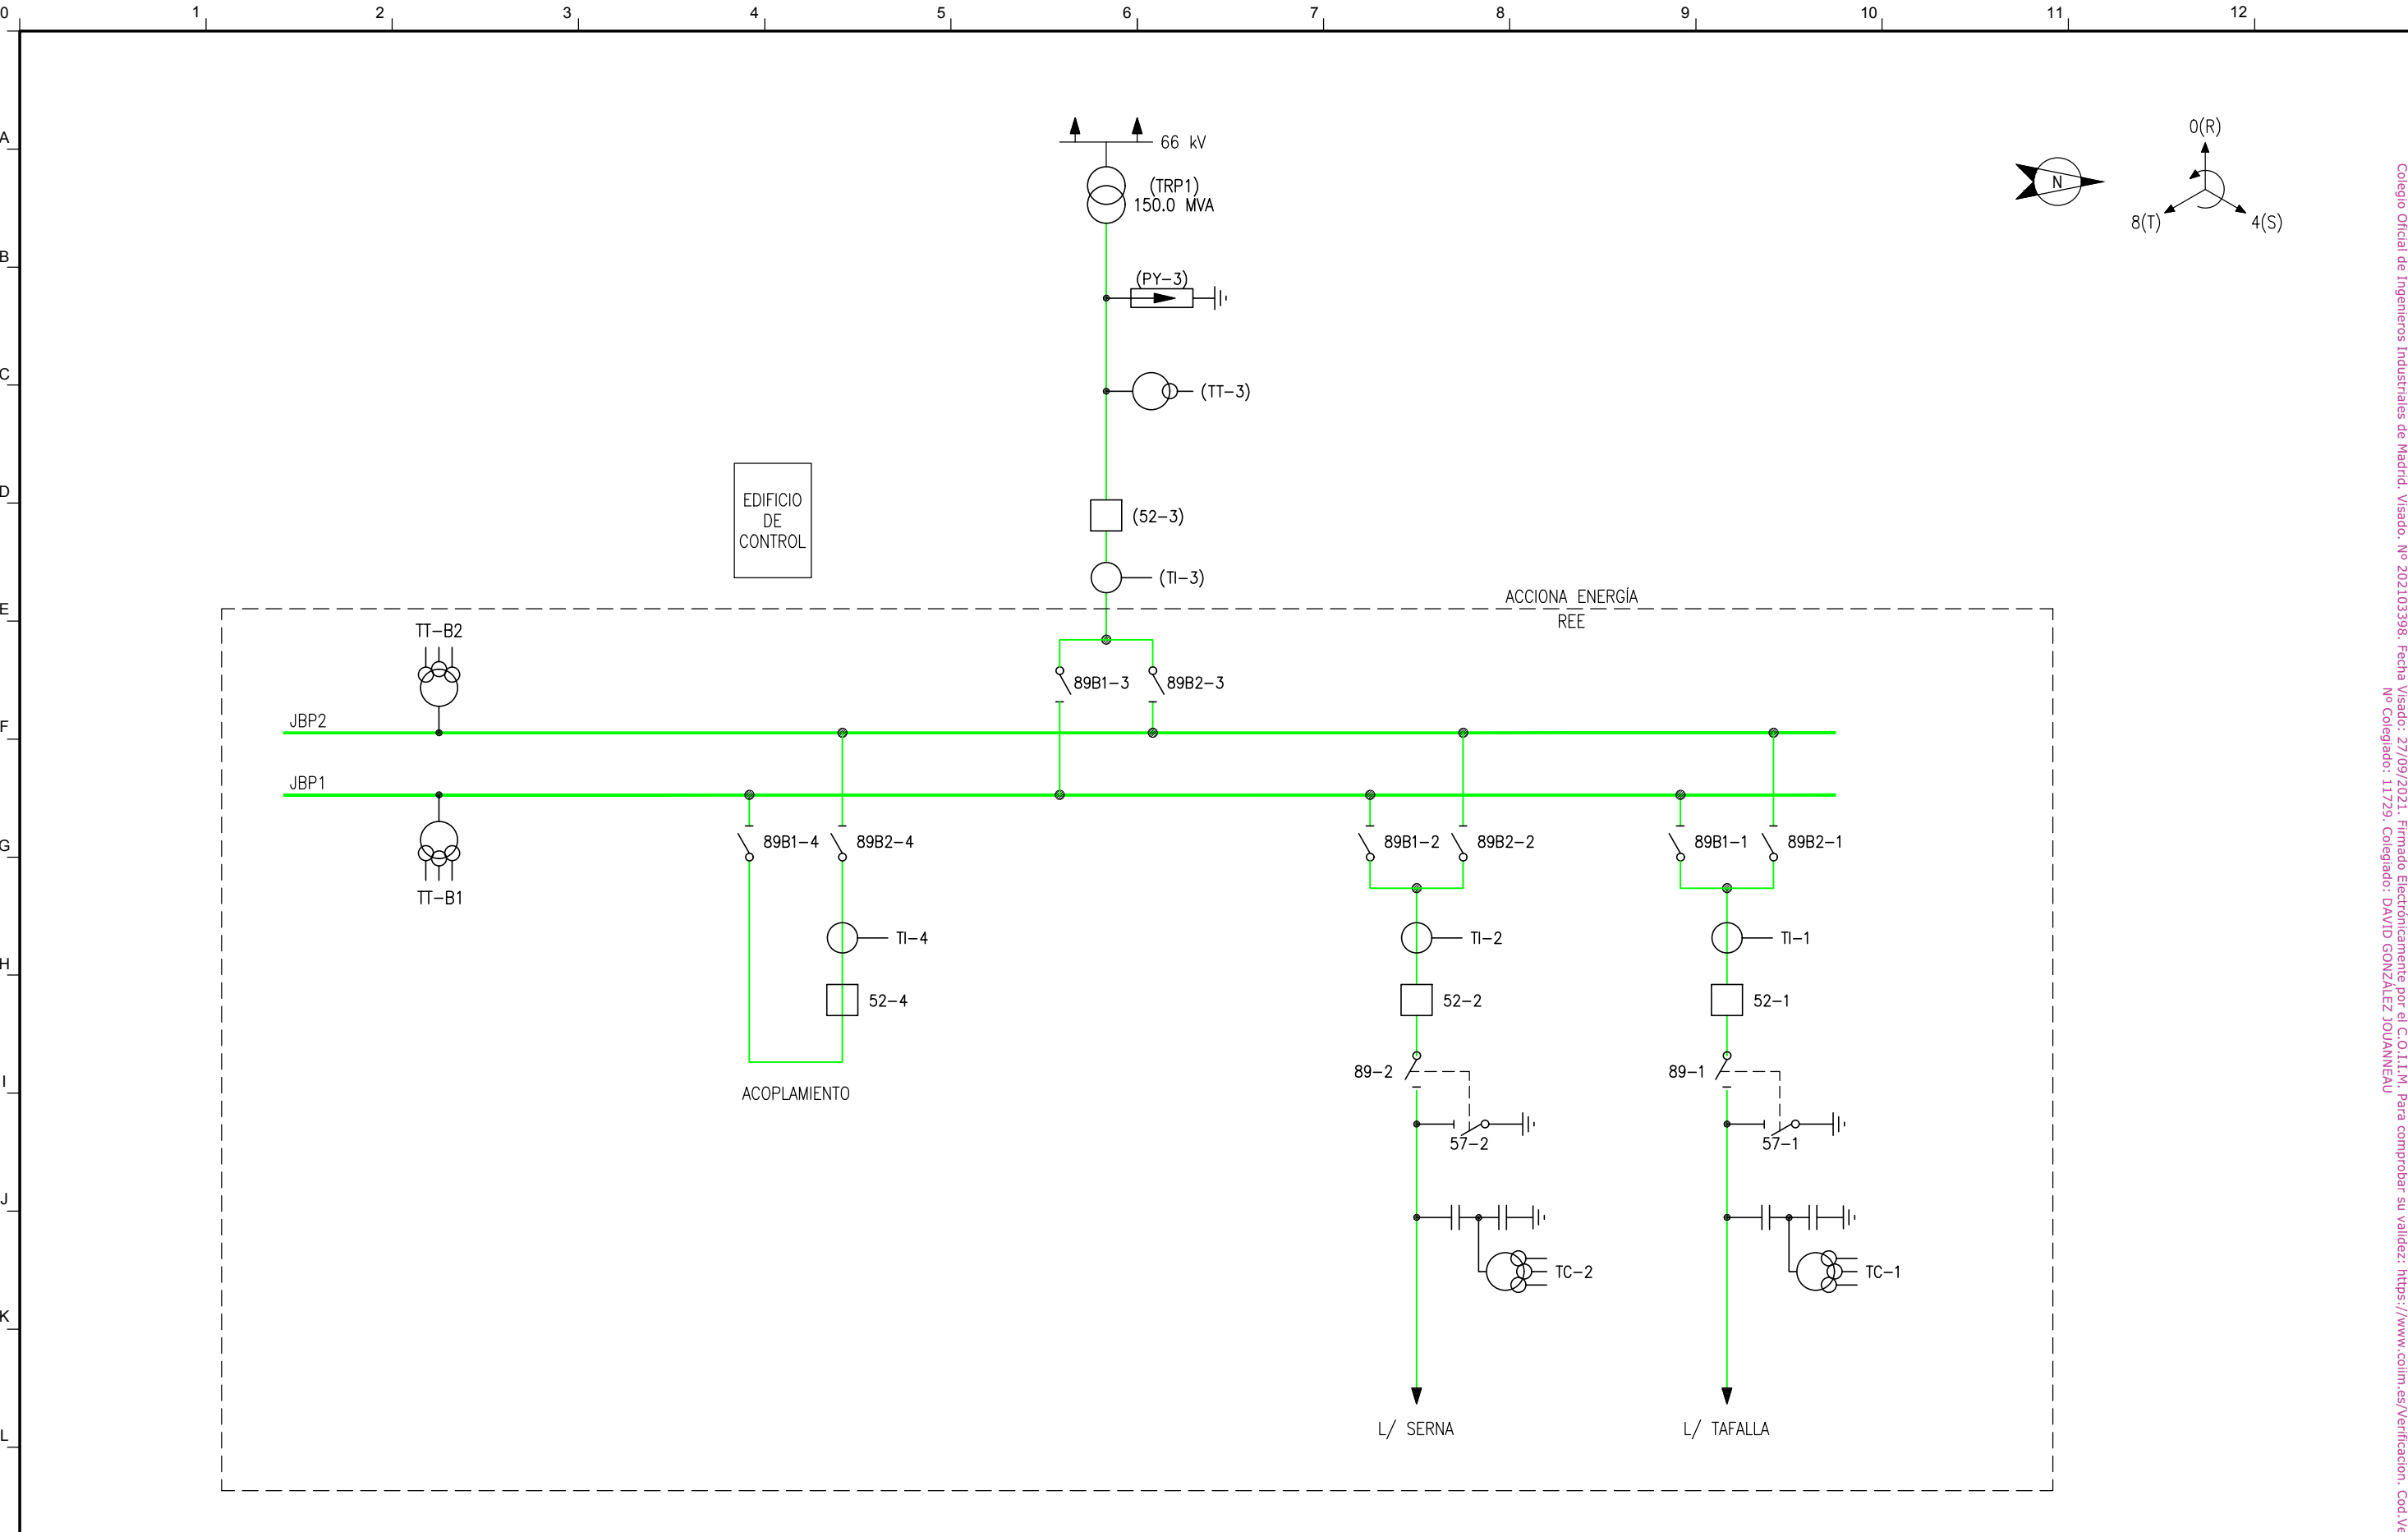 0 1 2 3 4 5 6 7 8 9 10 11 12
A
B
C
D
E
F
G
H
I
J
K
L
66 kV
(TRP1)
150.0 MVA
N
0(R)
8(T)
4(S)
(PY-3)
(TT-3)
EDIFICIO
DE
CONTROL
(52-3)
(TI-3)
ACCIONA ENERGÍA
REE
TT-B2
89B1-3
89B2-3
JBP2
JBP1
89B1-4
89B2-4
89B1-2
89B2-2
89B1-1
89B2-1
TT-B1
TI-4
TI-2
TI-1
52-4
52-2
52-1
89-2
89-1
ACOPLAMIENTO
57-2
57-1
TC-2
TC-1
L/ SERNA
L/ TAFALLA
Colegio Oficial de Ingenieros Industriales de Madrid. Visado. Nº 202103398. Fecha Visado: 27/09/2021. Firmado Electrónicamente por el C.O.I.I.M. Para comprobar su validez: https://www.coiim.es/Verificacion. Cod.Ve
Nº Colegiado: 11729. Colegiado: DAVID GONZÁLEZ JOUANNEAU